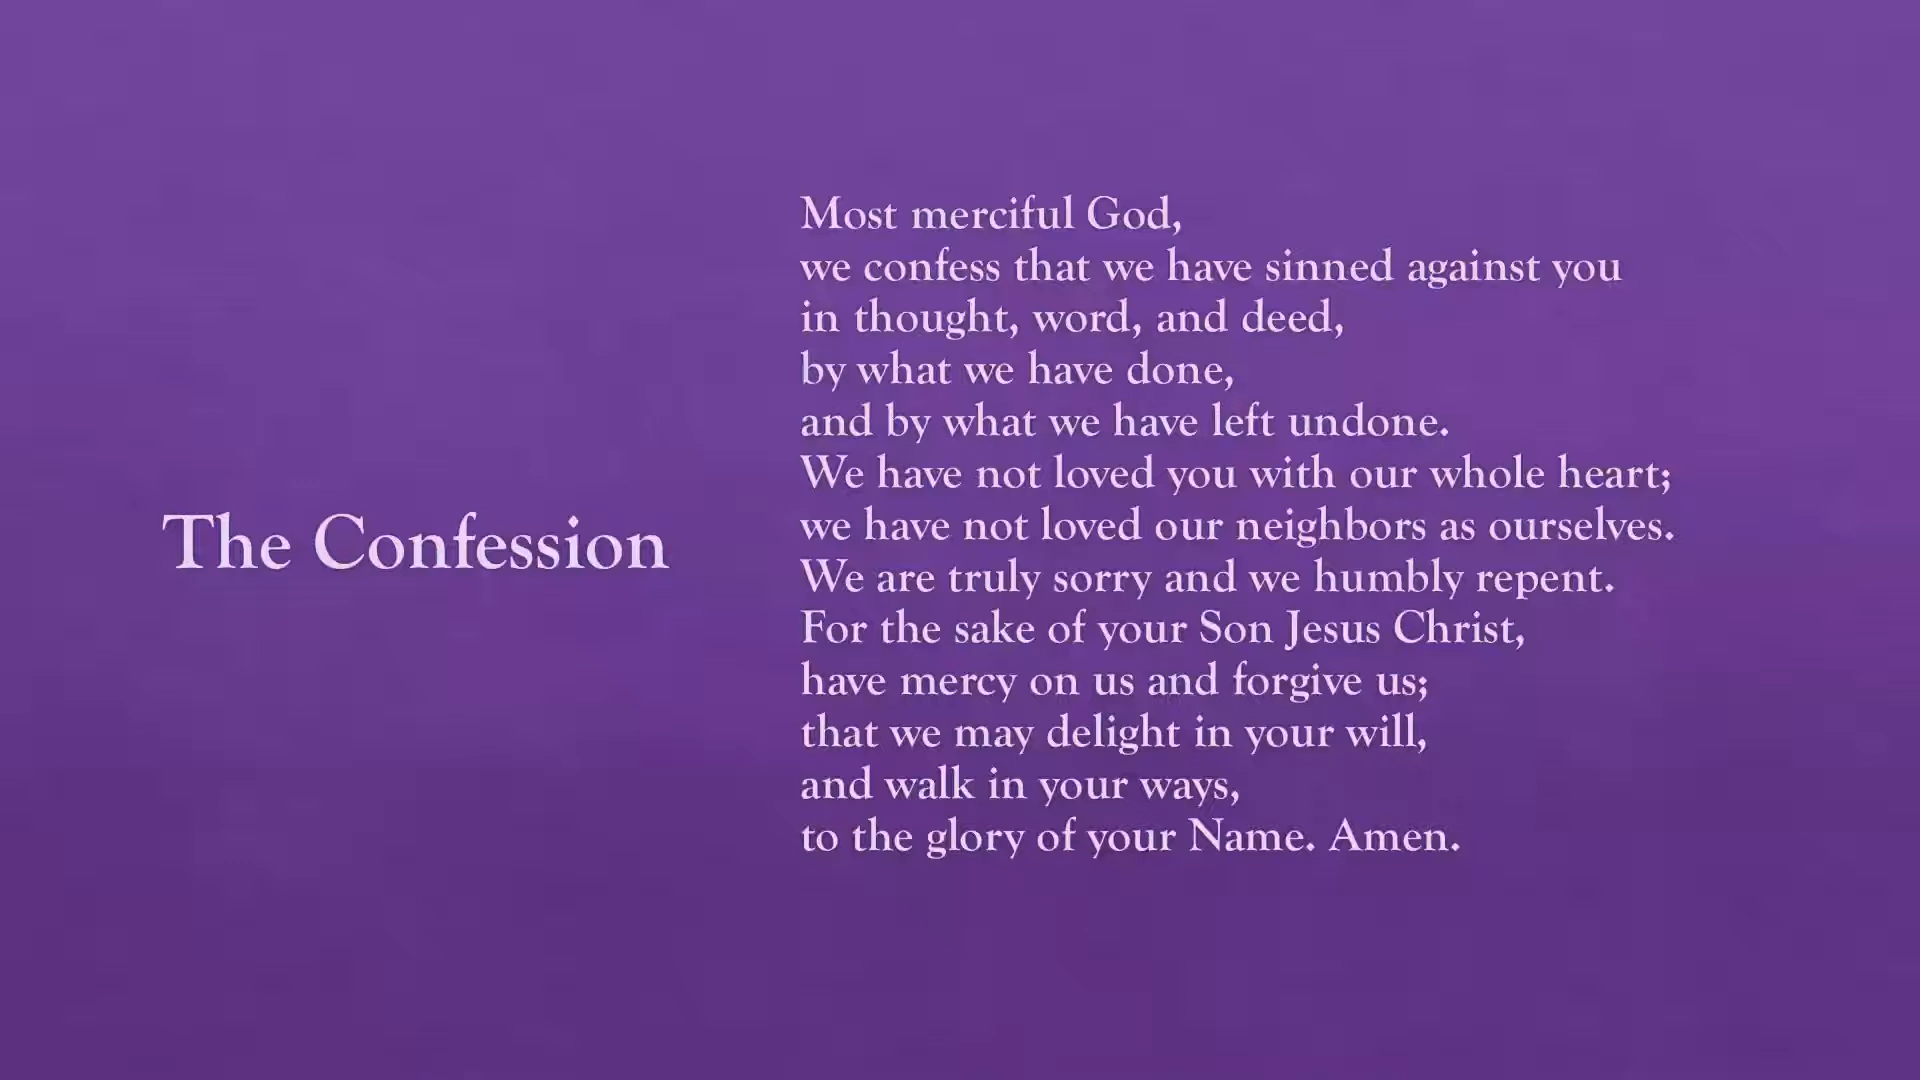 The Confession
Most merciful God,
we confess that we have sinned against you
in thought, word, and deed,
by what we have done,
and by what we have left undone.
We have not loved you with our whole heart;
we have not loved our neighbors as ourselves.
We are truly sorry and we humbly repent.
For the sake of your Son Jesus Christ,
have mercy on us and forgive us;
that we may delight in your will,
and walk in your ways,
to the glory of your Name. Amen.